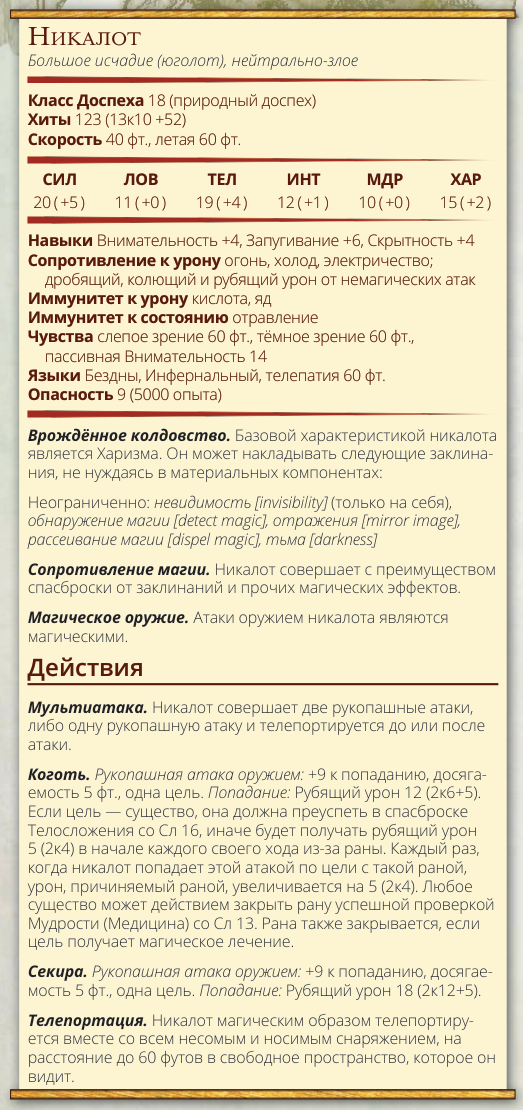 Никалот
Большое исчадие (юголот), нейтрально-злое
Класс Доспеха 18 (природный доспех)
Хиты 123 (13к10 +52)
Скорость 40 фт., летая 60 фт.
СИЛ ЛОВ ТЕЛ ИНТ МДР ХАР
20 (+5) 11 (+0) 19 (+4) 12 (+1) 10 (+0) 15 (+2)
Навыки Внимательность +4, Запугивание +6, Скрытность +4
Сопротивление к урону огонь, холод, электричество;
дробящий, колющий и рубящий урон от немагических атак
Иммунитет к урону кислота, яд
Иммунитет к состоянию отравление
Чувства слепое зрение 60 фт., тёмное зрение 60 фт.,
пассивная Внимательность 14
Языки Бездны, Инфернальный, телепатия 60 фт.
Опасность 9 (5000 опыта)
Врождённое колдовство. Базовой характеристикой никалота
является Харизма. Он может накладывать следующие заклина-
ния, не нуждаясь в материальных компонентах:
Неограниченно: невидимость [invisibility] (только на себя),
обнаружение магии [detect magic], отражения [mirror image],
рассеивание магии [dispel magic], тьма [darkness]
Сопротивление магии. Никалот совершает с преимуществом
спасброски от заклинаний и прочих магических эффектов.
Магическое оружие. Атаки оружием никалота являются
магическими.
Действия
Мультиатака. Никалот совершает две рукопашные атаки,
либо одну рукопашную атаку и телепортируется до или после
атаки.
Коготь. Рукопашная атака оружием: +9 к попаданию, досяга-
емость 5 фт., одна цель. Попадание: Рубящий урон 12 (2к6+5).
Если цель — существо, она должна преуспеть в спасброске
Телосложения со Сл 16, иначе будет получать рубящий урон
5 (2к4) в начале каждого своего хода из-за раны. Каждый раз,
когда никалот попадает этой атакой по цели с такой раной,
урон, причиняемый раной, увеличивается на 5 (2к4). Любое
существо может действием закрыть рану успешной проверкой
Мудрости (Медицина) со Сл 13. Рана также закрывается, если
цель получает магическое лечение.
Секира. Рукопашная атака оружием: +9 к попаданию, досягае-
мость 5 фт., одна цель. Попадание: Рубящий урон 18 (2к12+5).
Телепортация. Никалот магическим образом телепортиру-
ется вместе со всем несомым и носимым снаряжением, на
расстояние до 60 футов в свободное пространство, которое он
видит.